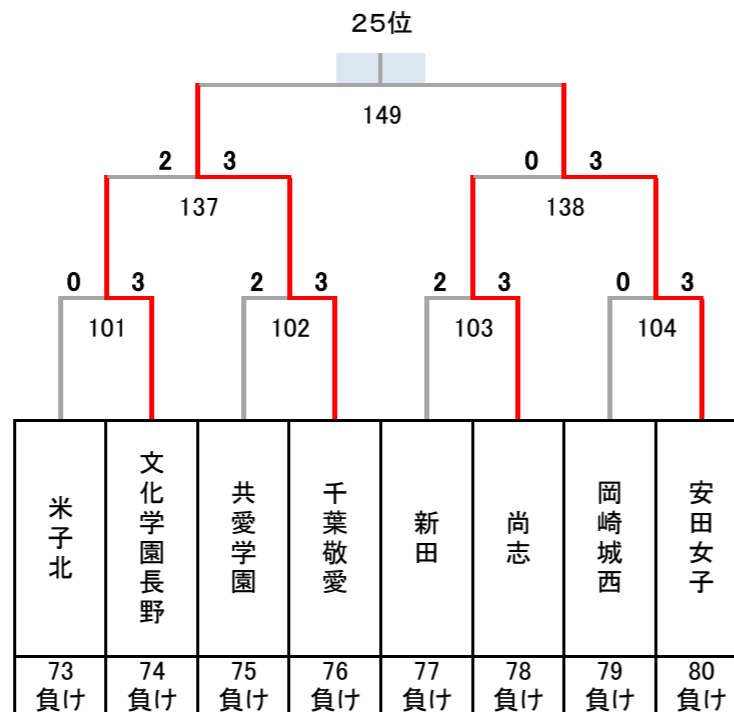 25位
149
2 3 0 3
137 138
0 3 2 3 2 3 0 3
101 102 103 104
米子北
文化学園長野
共愛学園
千葉敬愛
新田
尚志
岡崎城西
安田女子
73 74 75 76 77 78 79 80
負け 負け 負け 負け 負け 負け 負け 負け